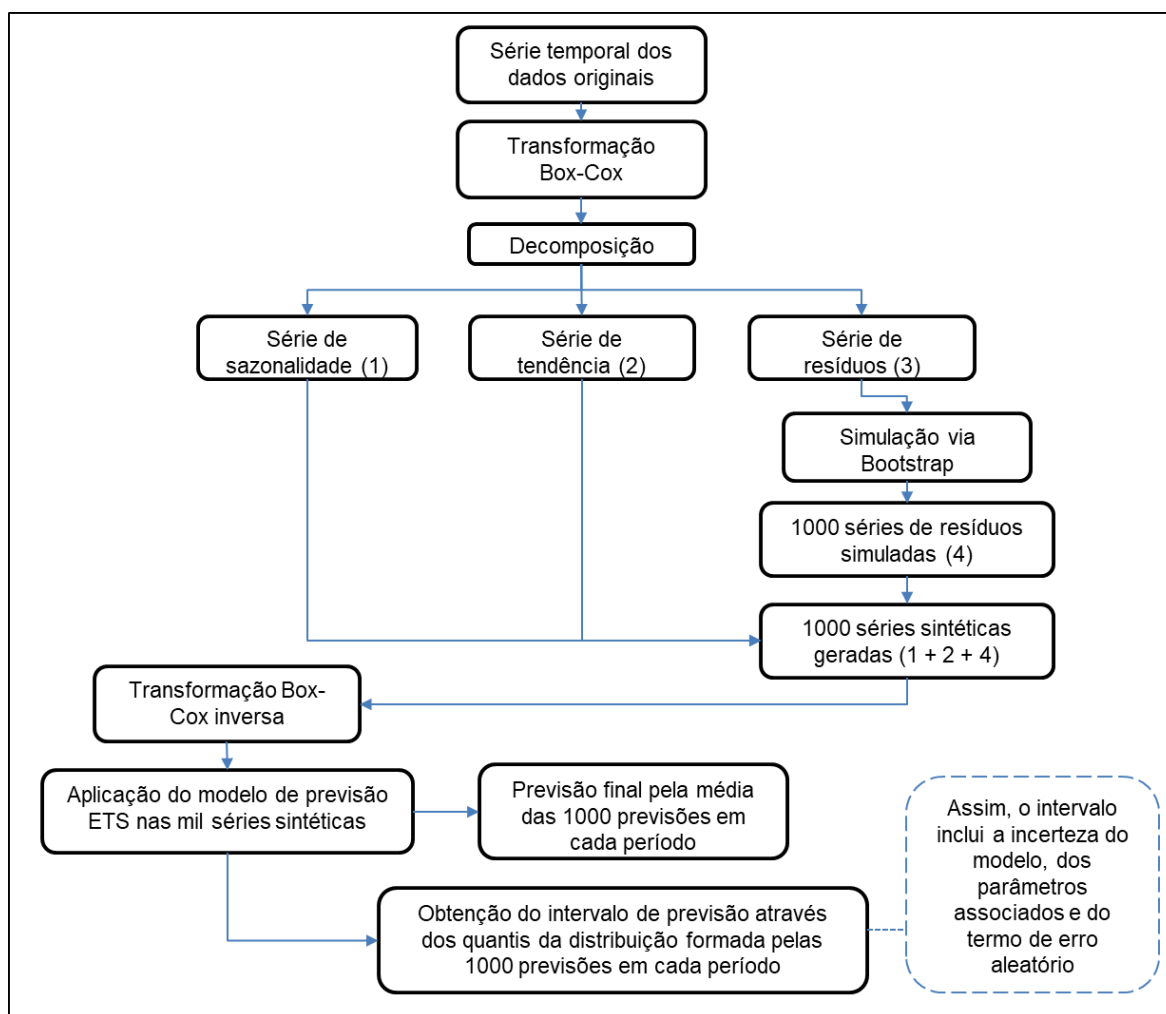 Série temporal dos
dados originais
Transformação
Box-Cox
Decomposição
Série de
sazonalidade (1)
Série de
tendência (2)
Série de
resíduos (3)
Simulação via
Bootstrap
1000 séries de resíduos
simuladas (4)
1000 séries sintéticas
geradas (1 + 2 + 4)
Transformação Box-
Cox inversa
Aplicação do modelo de previsão
ETS nas mil séries sintéticas
Previsão final pela média
das 1000 previsões em
cada período
Obtenção do intervalo de previsão através
dos quantis da distribuição formada pelas
1000 previsões em cada período
Assim, o intervalo
inclui a incerteza do
modelo, dos
parâmetros
associados e do
termo de erro
aleatório